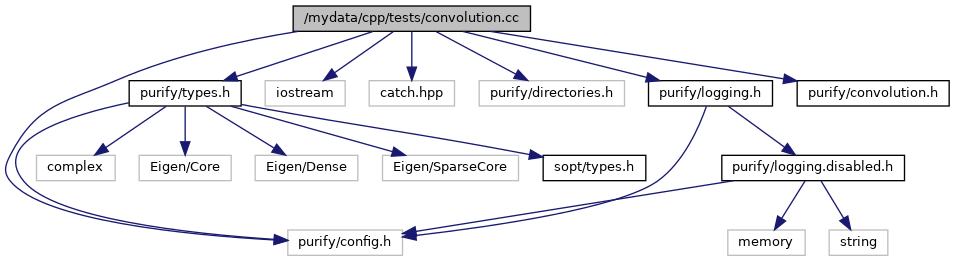 /mydata/cpp/tests/convolution.cc
purify/types.h
iostream
catch.hpp
purify/directories.h
purify/logging.h
purify/convolution.h
complex
Eigen/Core
Eigen/Dense
Eigen/SparseCore
sopt/types.h
purify/logging.disabled.h
purify/config.h
memory
string